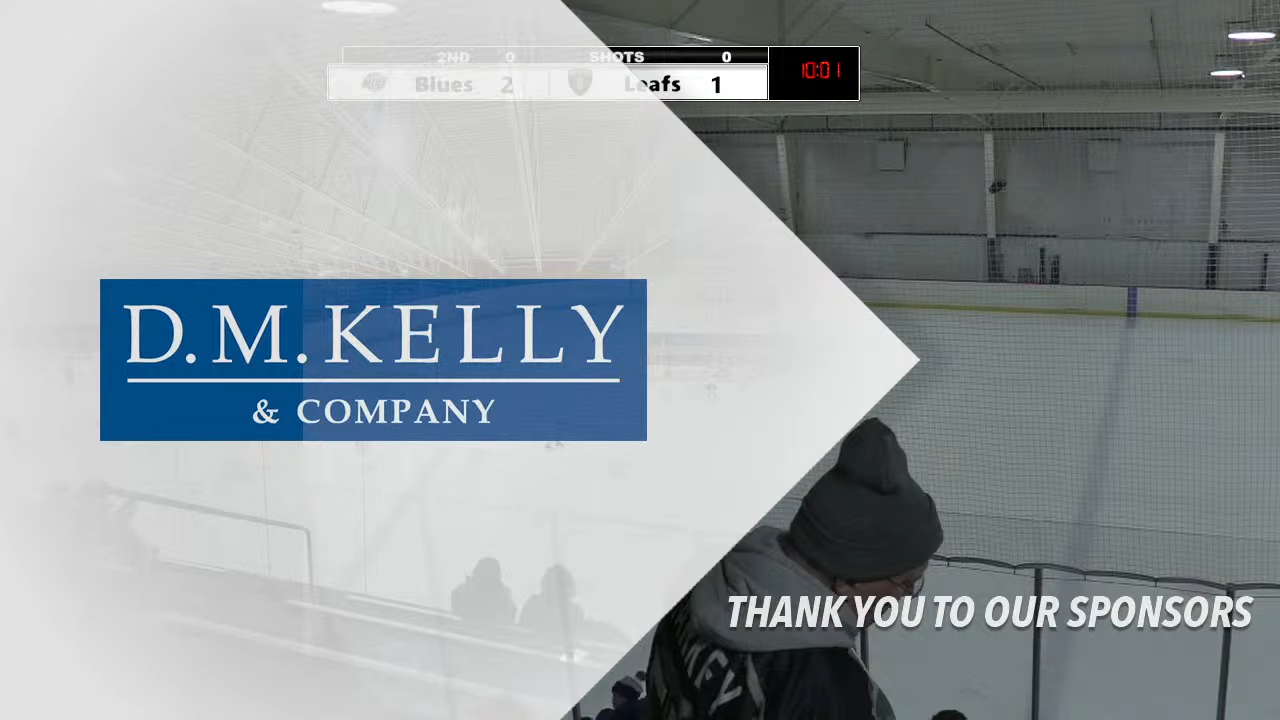 2ND 0 SHOTS 0
Blues 2 Leafs 1
10:01
D.M.KELLY
& COMPANY
THANK YOU TO OUR SPONSORS